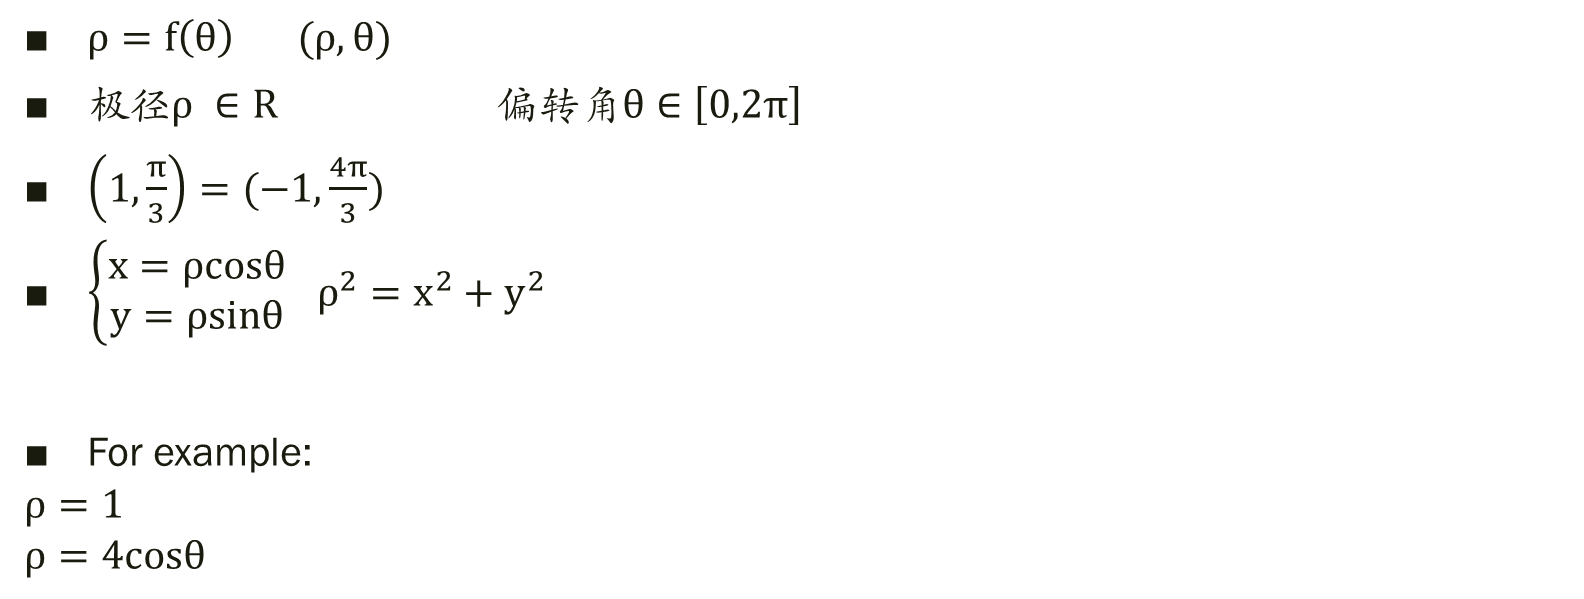 ■ ρ = f(θ) (ρ, θ)
■ 极径ρ ∈ R 偏转角θ ∈ [0,2π]
■ (1, π/3) = (−1, 4π/3)
■ { x = ρcosθ
y = ρsinθ ρ² = x² + y²
■ For example:
ρ = 1
ρ = 4cosθ